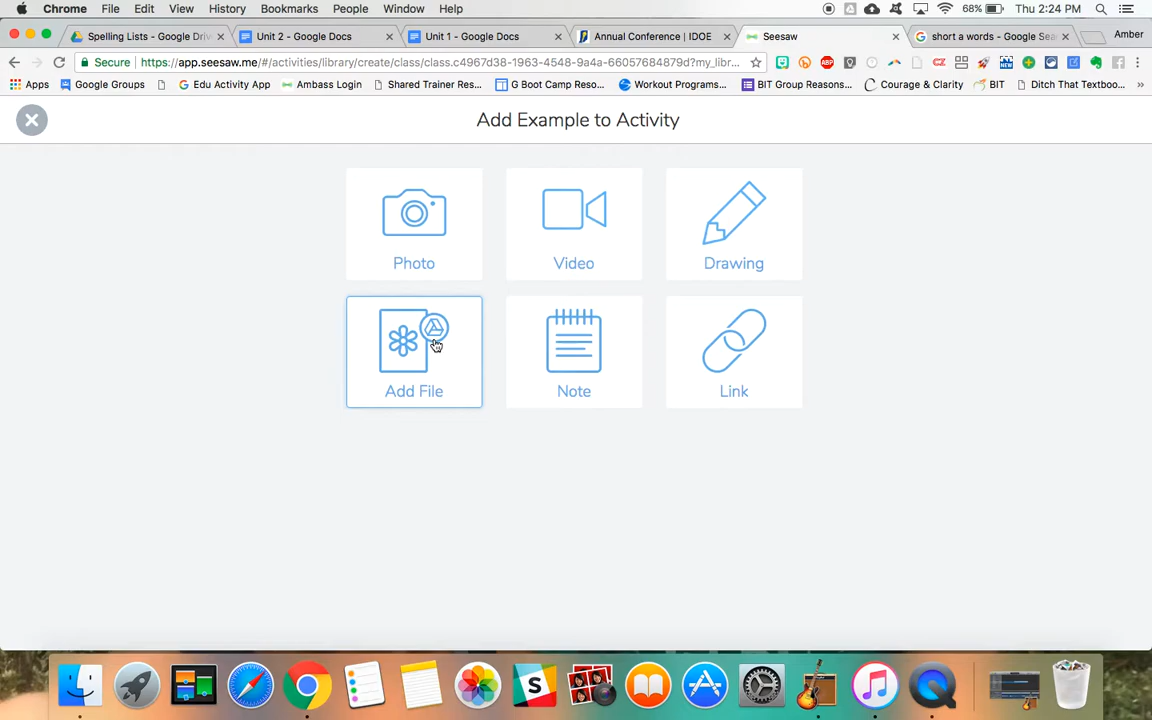 Chrome File Edit View History Bookmarks People Window Help 68% Thu 2:24 PM
Spelling Lists - Google Driv × Unit 2 - Google Docs × Unit 1 - Google Docs × Annual Conference | IDOE × Seesaw × short a words - Google Sea × Amber
Secure https://app.seesaw.me/#/activities/library/create/class/class.c4967d38-1963-4548-9a4a-66057684879d?my_libr...
Apps Google Groups Edu Activity App Ambass Login Shared Trainer Res... G Boot Camp Reso... Workout Programs... BIT Group Reasons... Courage & Clarity BIT Ditch That Textboo... »
Add Example to Activity
Photo Video Drawing
Add File Note Link